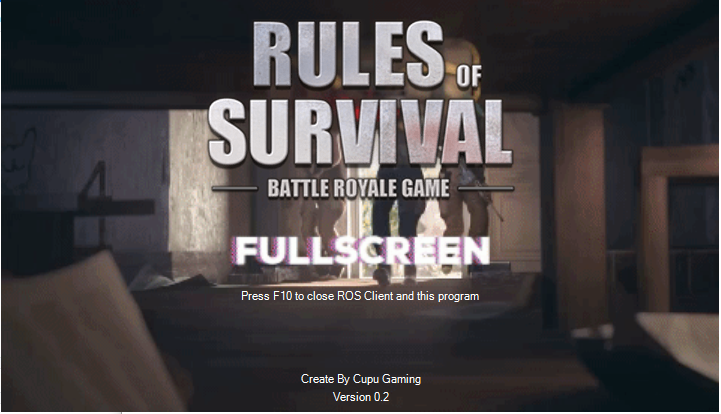 RULES OF
SURVIVAL
BATTLE ROYALE GAME
FULLSCREEN
Press F10 to close ROS Client and this program
Create By Cupu Gaming
Version 0.2